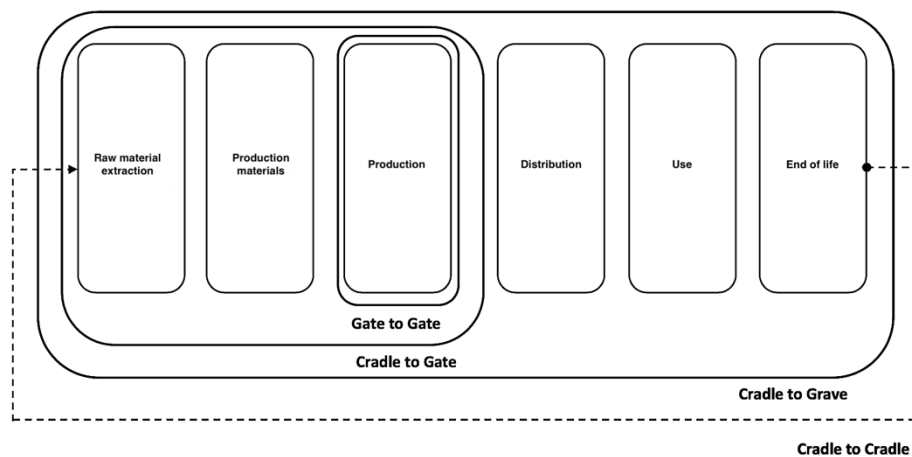 Raw material
extraction
Production
materials
Production
Distribution
Use
End of life
Gate to Gate
Cradle to Gate
Cradle to Grave
Cradle to Cradle